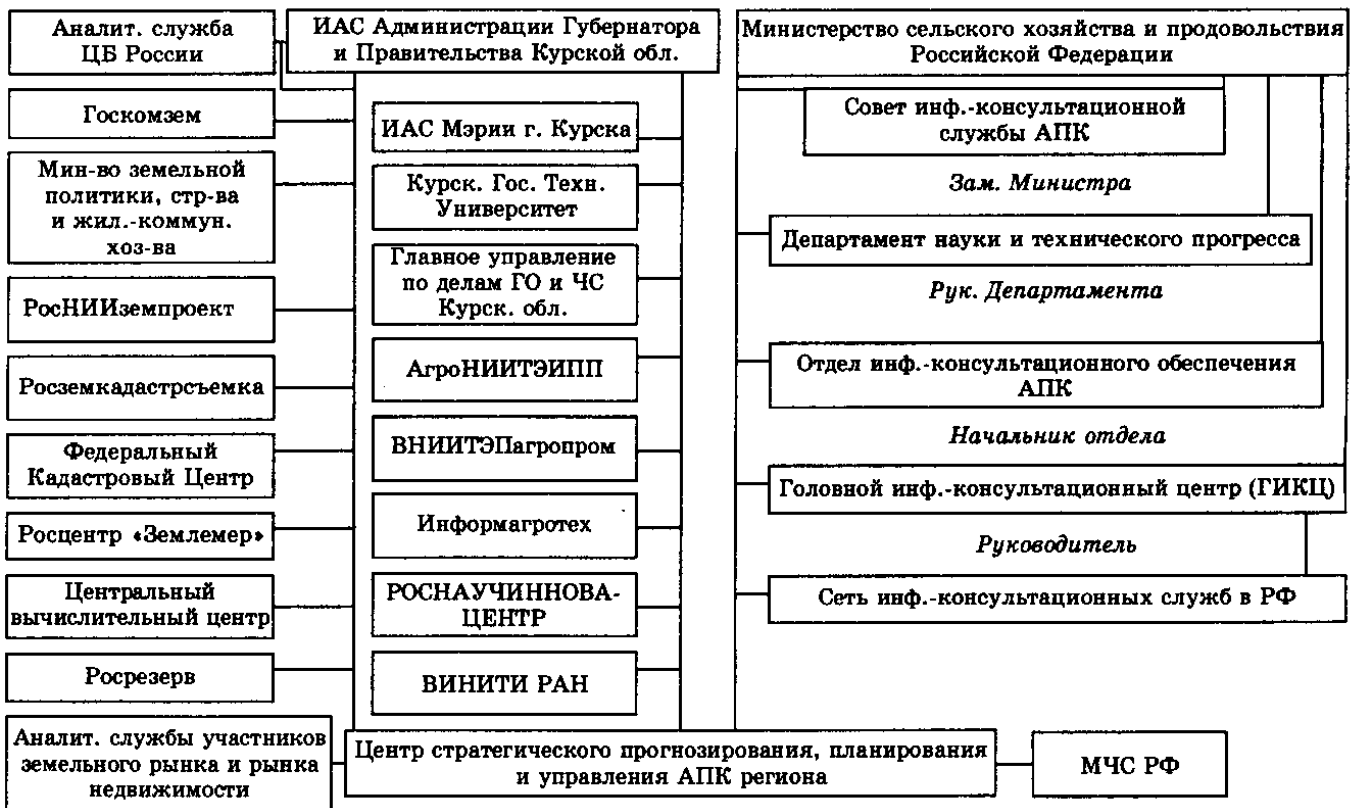 Аналит. служба
ЦБ России
ИАС Администрации Губернатора
и Правительства Курской обл.
Министерство сельского хозяйства и продовольствия
Российской Федерации
Госкомзем
Мин-во земельной
политики, стр-ва
и жил.-коммун.
хоз-ва
РосНИИземпроект
Росземкадастрсъемка
Федеральный
Кадастровый Центр
Росцентр «Землемер»
Центральный
вычислительный центр
Росрезерв
Аналит. службы участников
земельного рынка и рынка
недвижимости
ИАС Мэрии г. Курска
Курск. Гос. Техн.
Университет
Главное управление
по делам ГО и ЧС
Курск. обл.
АгроНИИТЭИПП
ВНИИТЭПагропром
Информагротех
РОСНАУЧИННОВА-
ЦЕНТР
ВИНИТИ РАН
Совет инф.-консультационной
службы АПК
Зам. Министра
Департамент науки и технического прогресса
Рук. Департамента
Отдел инф.-консультационного обеспечения
АПК
Начальник отдела
Головной инф.-консультационный центр (ГИКЦ)
Руководитель
Сеть инф.-консультационных служб в РФ
Центр стратегического прогнозирования, планирования
и управления АПК региона
МЧС РФ